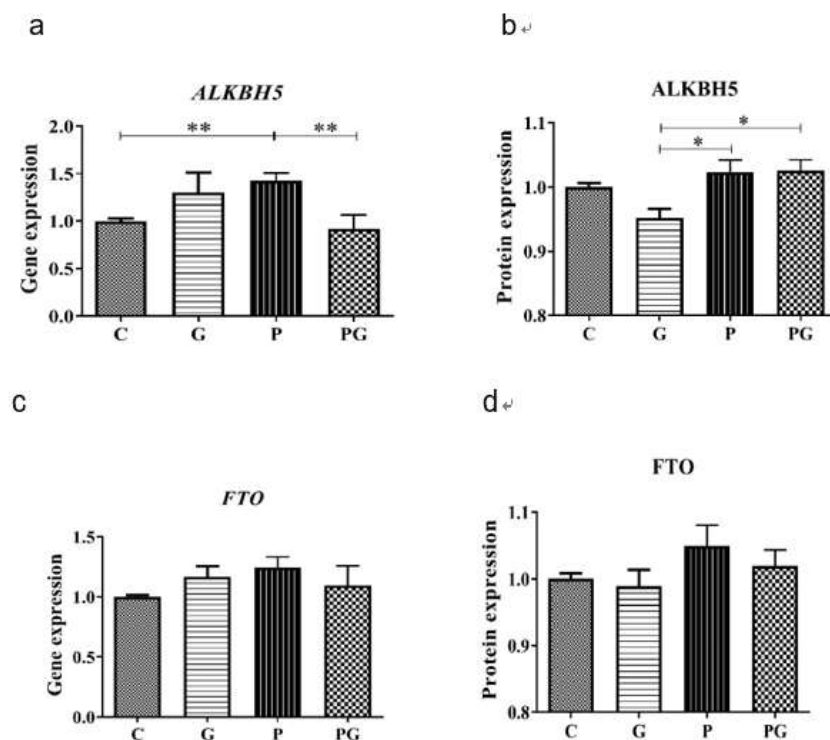 a
ALKBH5
Gene expression
2.0
1.5
1.0
0.5
0.0
** **
C G P PG
b↵
ALKBH5
Protein expression
1.1
1.0
0.9
0.8
*
*
C G P PG
c
FTO
Gene expression
1.5
1.0
0.5
0.0
C G P PG
d↵
FTO
Protein expression
1.1
1.0
0.9
0.8
C G P PG